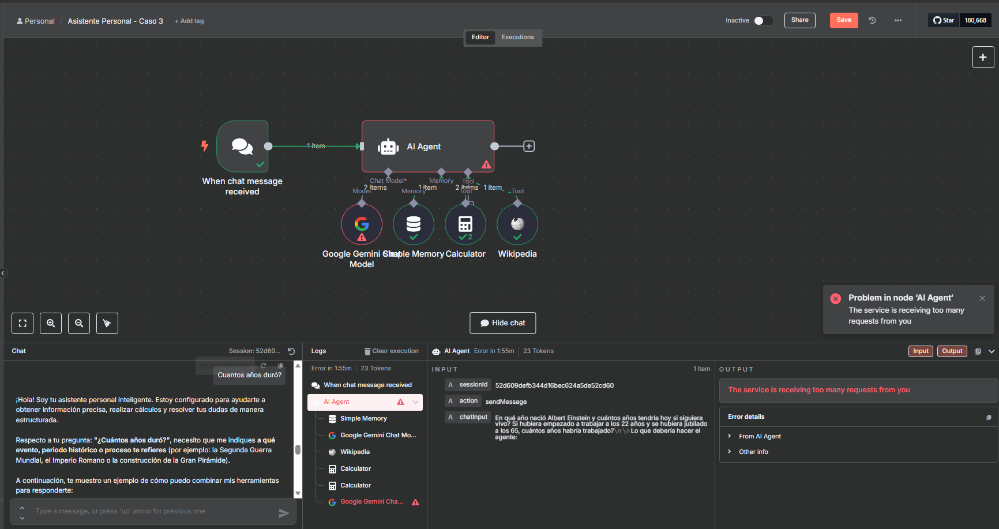 Personal / Asistente Personal - Caso 3 + Add tag
Inactive
Share
Save
Star 180,668
Editor Executions
1 item
AI Agent
When chat message
received
Chat Model*
Memory
Tool
2 items
1 item
2 items
1 item
Model
Memory
Tool
Tool
2
Google Gemini Chat
Model
Simple Memory
Calculator
Wikipedia
Problem in node ‘AI Agent‘
The service is receiving too many
requests from you
Hide chat
Chat
Session: 52d60...
Repost Message
Cuantos años duró?
¡Hola! Soy tu asistente personal inteligente. Estoy configurado para ayudarte a
obtener información precisa, realizar cálculos y resolver tus dudas de manera
estructurada.
Respecto a tu pregunta: "¿Cuántos años duró?", necesito que me indiques a qué
evento, periodo histórico o proceso te refieres (por ejemplo: la Segunda Guerra
Mundial, el Imperio Romano o la construcción de la Gran Pirámide).
A continuación, te muestro un ejemplo de cómo puedo combinar mis herramientas
para responderte:
Type a message, or press ‘up’ arrow for previous one
Logs
Clear execution
Error in 1:55m | 23 Tokens
When chat message received
AI Agent
Simple Memory
Google Gemini Chat Mo...
Wikipedia
Calculator
Calculator
Google Gemini Cha...
AI Agent Error in 1:55m | 23 Tokens
Input
Output
INPUT
1 item
A sessionId 52d609defb344d16bec624a5de52cd60
A action sendMessage
A chatInput En qué año nació Albert Einstein y cuántos años tendría hoy si siguiera
vivo? Si hubiera empezado a trabajar a los 22 años y se hubiera jubilado
a los 65, cuántos años habría trabajado?\n\nLo que debería hacer el
agente:
OUTPUT
The service is receiving too many requests from you
Error details
From AI Agent
Other info